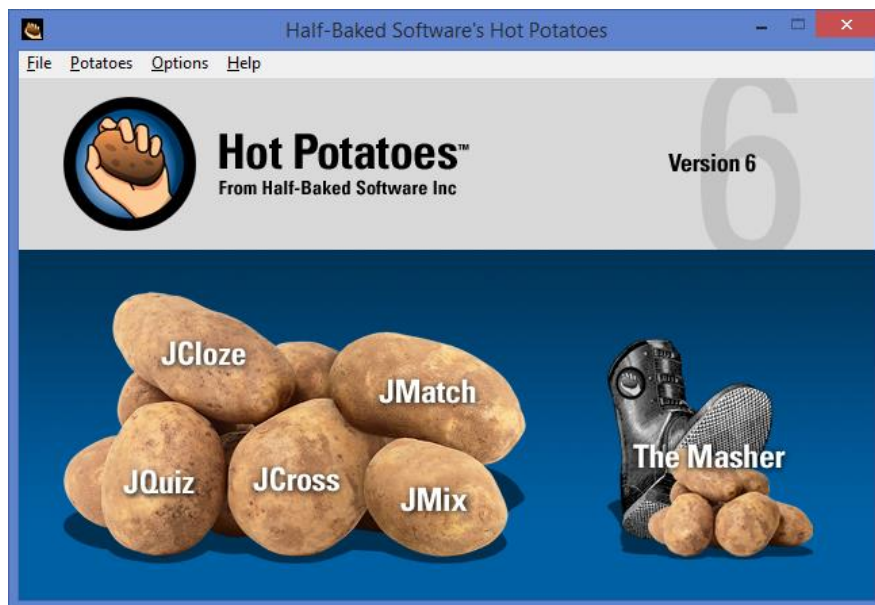 Half-Baked Software's Hot Potatoes
File Potatoes Options Help
Hot Potatoes™
From Half-Baked Software Inc
Version 6
6
JCloze
JMatch
The Masher
JQuiz
JCross
JMix